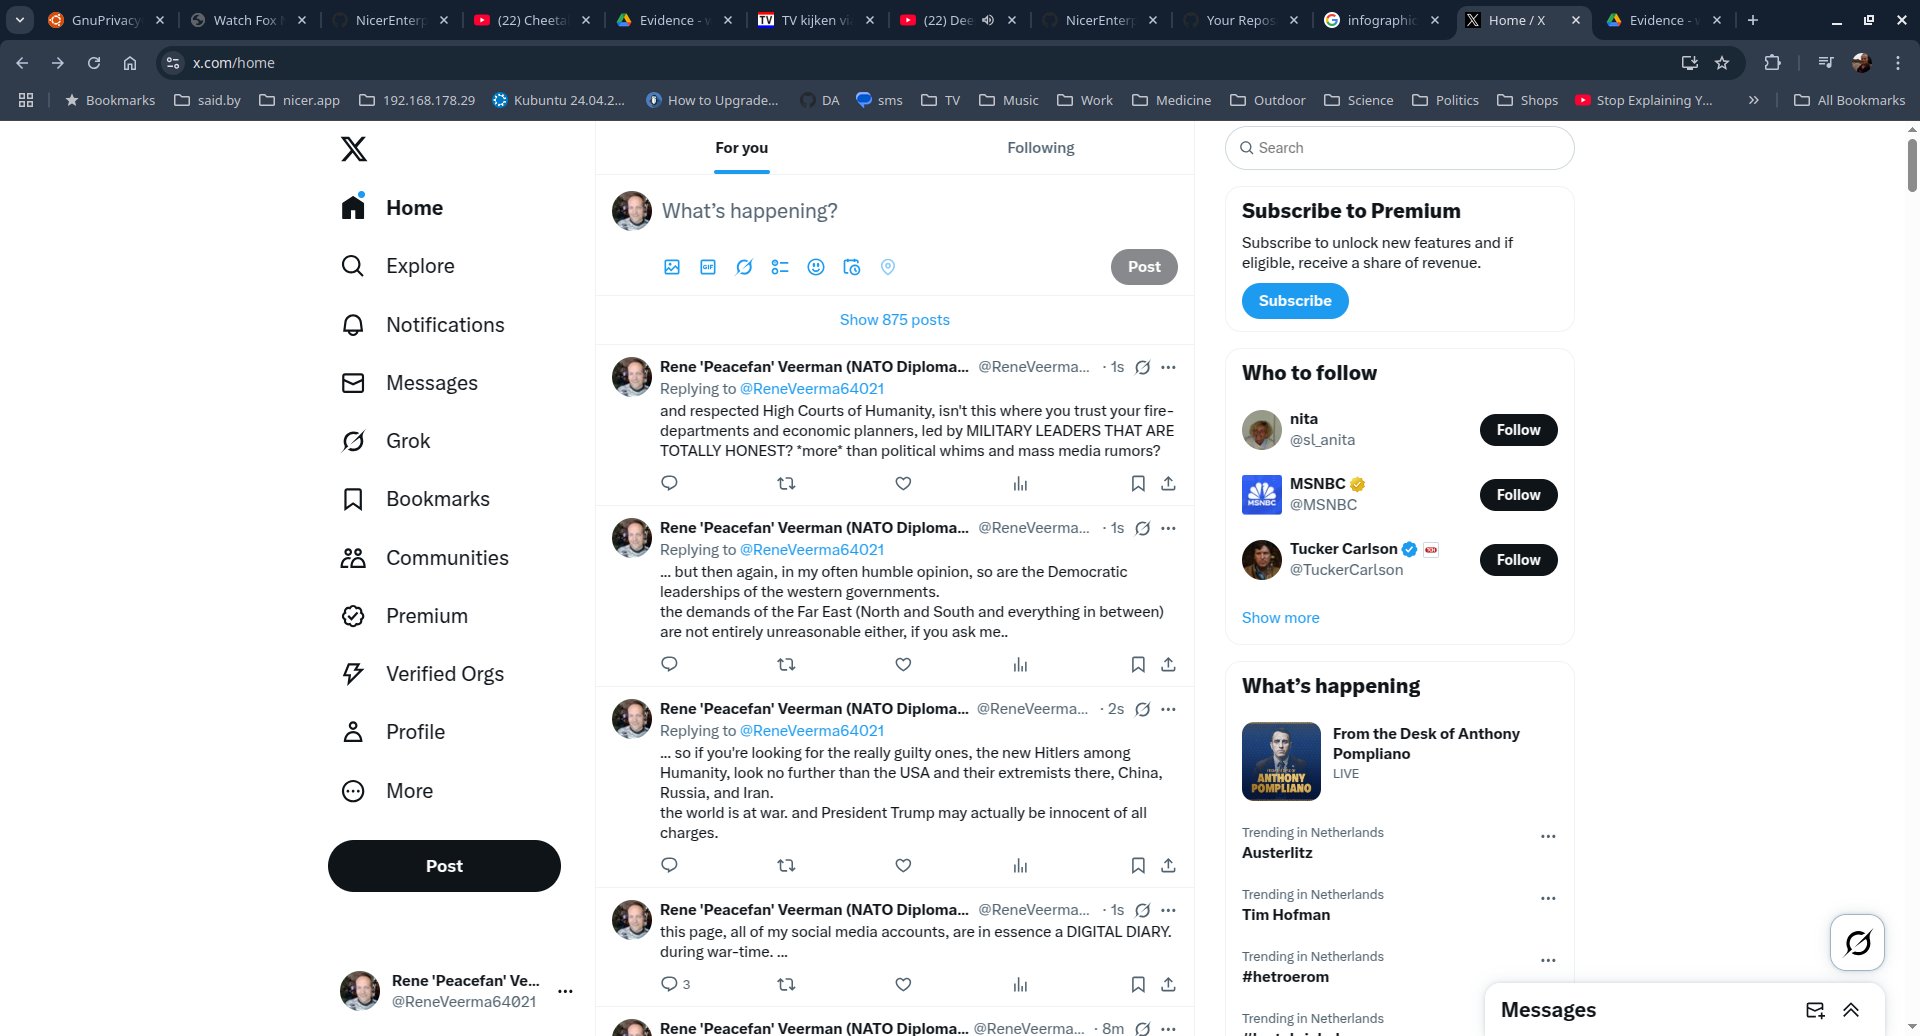 GnuPrivacy
Watch Fox N
NicerEnterp
(22) Cheeta
Evidence - w
TV kijken via
(22) Dee
NicerEnterp
Your Repos
infographic
Home / X
Evidence - w
x.com/home
Bookmarks
said.by
nicer.app
192.168.178.29
Kubuntu 24.04.2...
How to Upgrade...
DA
sms
TV
Music
Work
Medicine
Outdoor
Science
Politics
Shops
Stop Explaining Y...
All Bookmarks
Home
Explore
Notifications
Messages
Grok
Bookmarks
Communities
Premium
Verified Orgs
Profile
More
Post
Rene 'Peacefan' Ve...
@ReneVeerma64021
For you
Following
What's happening?
GIF
Post
Show 875 posts
Rene 'Peacefan' Veerman (NATO Diploma... @ReneVeerma... · 1s
Replying to @ReneVeerma64021
and respected High Courts of Humanity, isn't this where you trust your fire-
departments and economic planners, led by MILITARY LEADERS THAT ARE
TOTALLY HONEST? *more* than political whims and mass media rumors?
Rene 'Peacefan' Veerman (NATO Diploma... @ReneVeerma... · 1s
Replying to @ReneVeerma64021
... but then again, in my often humble opinion, so are the Democratic
leaderships of the western governments.
the demands of the Far East (North and South and everything in between)
are not entirely unreasonable either, if you ask me..
Rene 'Peacefan' Veerman (NATO Diploma... @ReneVeerma... · 2s
Replying to @ReneVeerma64021
... so if you're looking for the really guilty ones, the new Hitlers among
Humanity, look no further than the USA and their extremists there, China,
Russia, and Iran.
the world is at war. and President Trump may actually be innocent of all
charges.
Rene 'Peacefan' Veerman (NATO Diploma... @ReneVeerma... · 1s
this page, all of my social media accounts, are in essence a DIGITAL DIARY.
during war-time. ...
3
Rene 'Peacefan' Veerman (NATO Diploma... @ReneVeerma... · 8m
Search
Subscribe to Premium
Subscribe to unlock new features and if
eligible, receive a share of revenue.
Subscribe
Who to follow
nita
@sl_anita
Follow
MSNBC
@MSNBC
Follow
Tucker Carlson
@TuckerCarlson
Follow
Show more
What's happening
From the Desk of Anthony
Pompliano
LIVE
ANTHONY
POMPLIANO
Trending in Netherlands
Austerlitz
Trending in Netherlands
Tim Hofman
Trending in Netherlands
#hetroerom
Trending in Netherlands
Messages